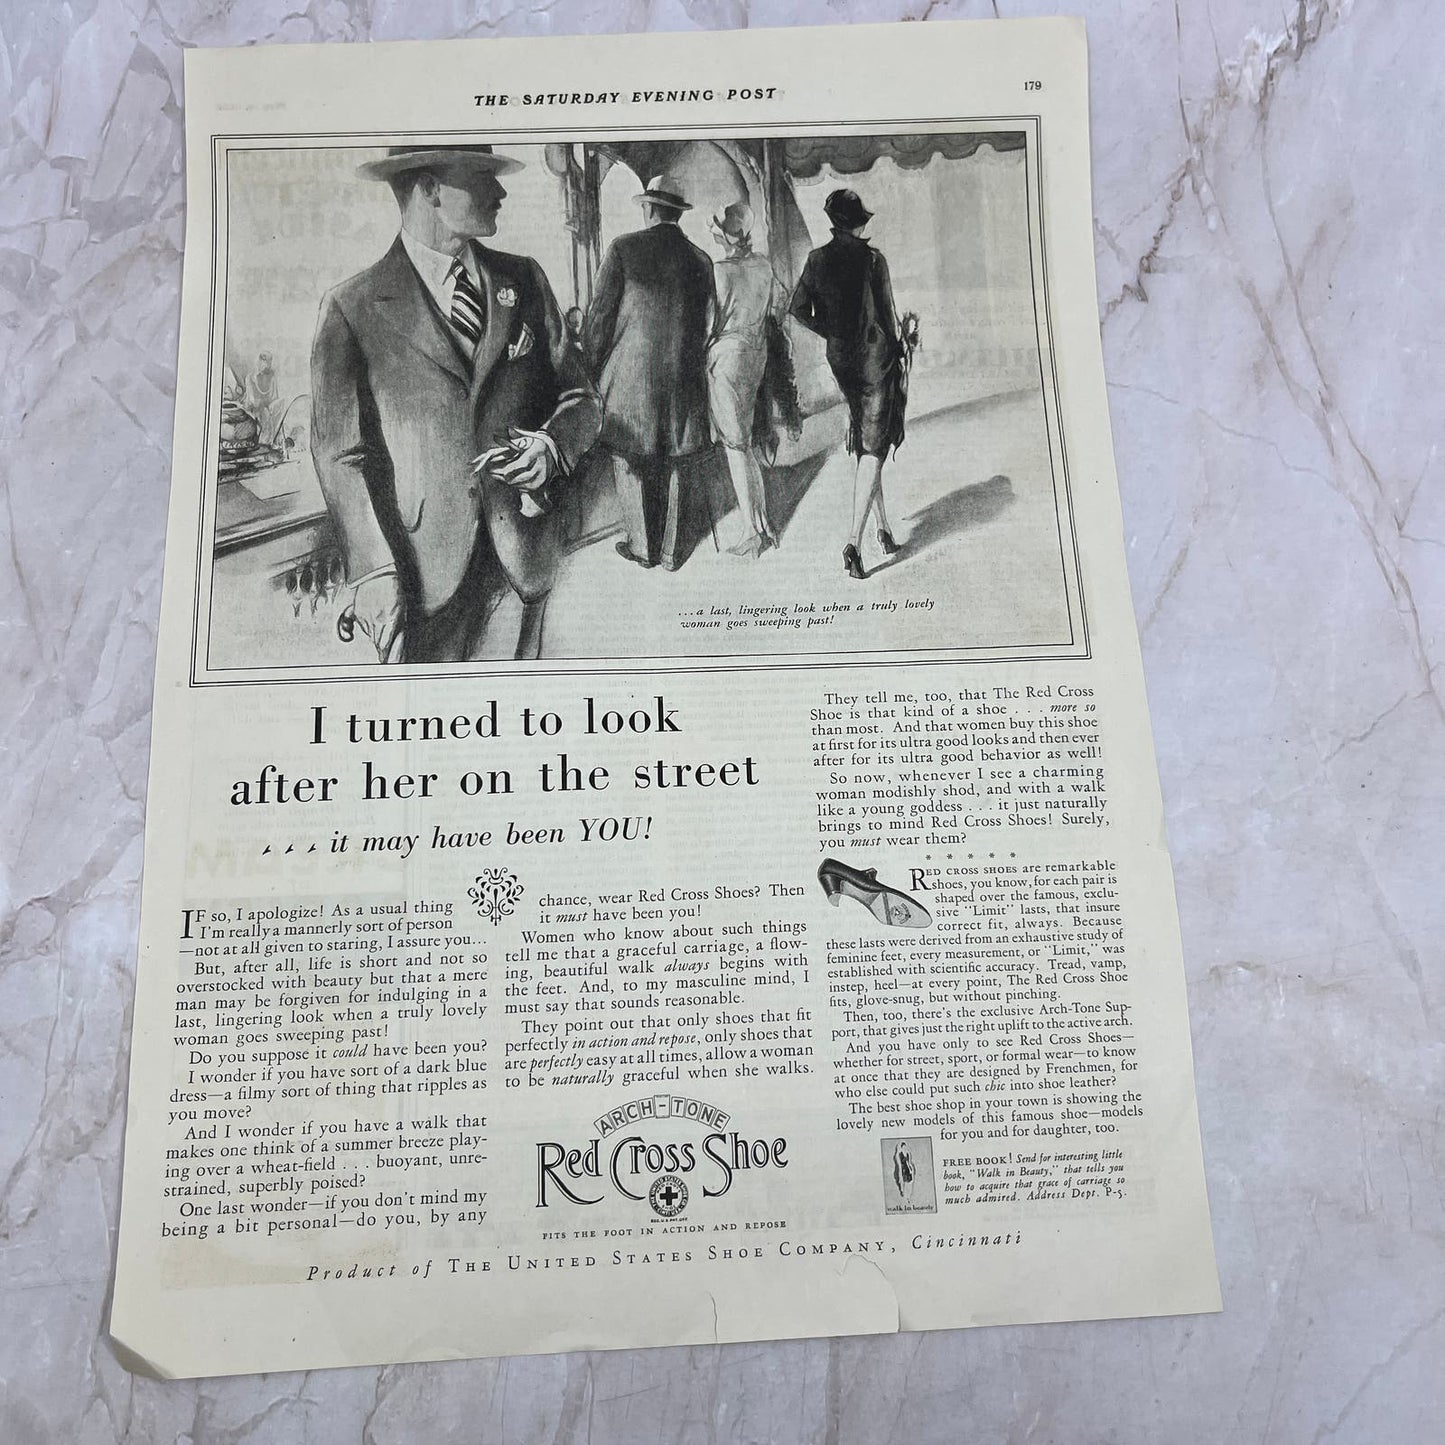 THE SATURDAY EVENING POST
179
...a last, lingering look when a truly lovely
woman goes sweeping past!
I turned to look
after her on the street
. . . it may have been YOU!
IF so, I apologize! As a usual thing
I'm really a mannerly sort of person
—not at all given to staring, I assure you...
But, after all, life is short and not so
overstocked with beauty but that a mere
man may be forgiven for indulging in a
last, lingering look when a truly lovely
woman goes sweeping past!
Do you suppose it could have been you?
I wonder if you have sort of a dark blue
dress—a filmy sort of thing that ripples as
you move?
And I wonder if you have a walk that
makes one think of a summer breeze play-
ing over a wheat-field . . . buoyant, unre-
strained, superbly poised?
One last wonder—if you don't mind my
being a bit personal—do you, by any
chance, wear Red Cross Shoes? Then
it must have been you!
Women who know about such things
tell me that a graceful carriage, a flow-
ing, beautiful walk always begins with
the feet. And, to my masculine mind, I
must say that sounds reasonable.
They point out that only shoes that fit
perfectly in action and repose, only shoes that
are perfectly easy at all times, allow a woman
to be naturally graceful when she walks.
ARCH-TONE
Red Cross Shoe
REG. U.S. PAT. OFF.
FITS THE FOOT IN ACTION AND REPOSE
They tell me, too, that The Red Cross
Shoe is that kind of a shoe . . . more so
than most. And that women buy this shoe
at first for its ultra good looks and then ever
after for its ultra good behavior as well!
So now, whenever I see a charming
woman modishly shod, and with a walk
like a young goddess . . . it just naturally
brings to mind Red Cross Shoes! Surely,
you must wear them?
* * * * *
RED CROSS SHOES are remarkable
shoes, you know, for each pair is
shaped over the famous, exclu-
sive "Limit" lasts, that insure
correct fit, always. Because
these lasts were derived from an exhaustive study of
feminine feet, every measurement, or "Limit," was
established with scientific accuracy. Tread, vamp,
instep, heel—at every point, The Red Cross Shoe
fits, glove-snug, but without pinching.
Then, too, there's the exclusive Arch-Tone Sup-
port, that gives just the right uplift to the active arch.
And you have only to see Red Cross Shoes—
whether for street, sport, or formal wear—to know
at once that they are designed by Frenchmen, for
who else could put such chic into shoe leather?
The best shoe shop in your town is showing the
lovely new models of this famous shoe—models
for you and for daughter, too.
walk in beauty
FREE BOOK! Send for interesting little
book, "Walk in Beauty," that tells you
how to acquire that grace of carriage so
much admired. Address Dept. P-5.
Product of THE UNITED STATES SHOE COMPANY, Cincinnati